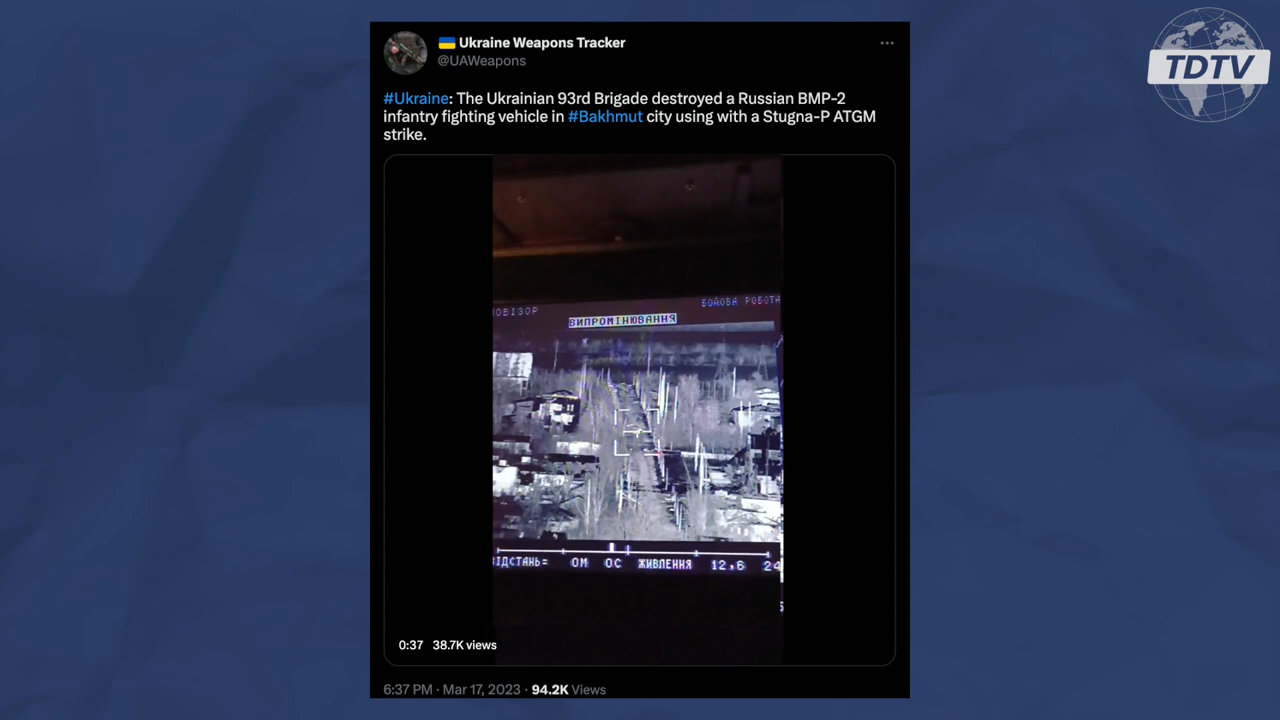 TDTV
Ukraine Weapons Tracker
@UAWeapons
#Ukraine: The Ukrainian 93rd Brigade destroyed a Russian BMP-2
infantry fighting vehicle in #Bakhmut city using with a Stugna-P ATGM
strike.
ОВІЗОР
БОЙОВА РОБОТА
ВИПРОМІНЮВАННЯ
ІДСТАНЬ= 0М 0С ЖИВЛЕННЯ 12,6 24
0:37 38.7K views
6:37 PM · Mar 17, 2023 · 94.2K Views